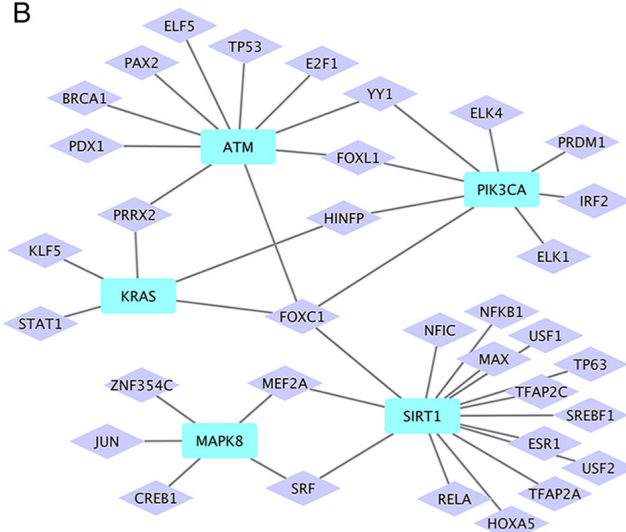 B
ELF5
TP53
PAX2
E2F1
BRCA1
YY1
ELK4
PDX1
ATM
FOXL1
PRDM1
PIK3CA
IRF2
PRRX2
HINFP
KLF5
ELK1
KRAS
STAT1
FOXC1
NFKB1
NFIC
USF1
MAX
TP63
ZNF354C
MEF2A
TFAP2C
SIRT1
SREBF1
JUN
MAPK8
ESR1
USF2
CREB1
SRF
RELA
TFAP2A
HOXA5